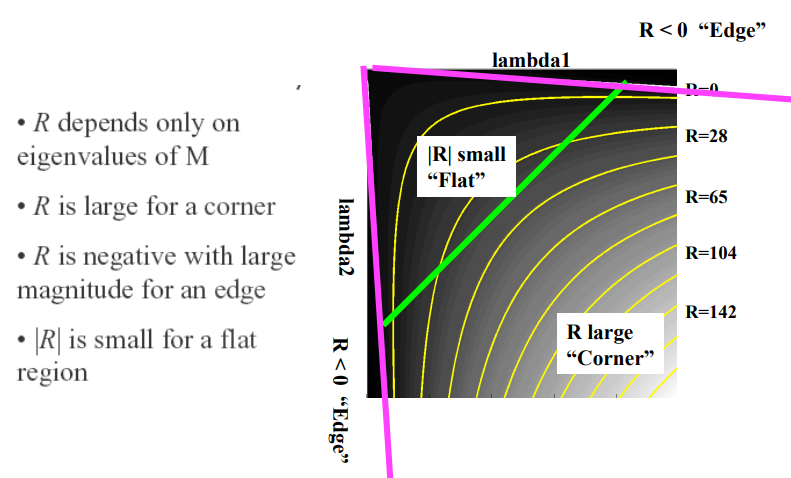 • R depends only on
eigenvalues of M
• R is large for a corner
• R is negative with large
magnitude for an edge
• |R| is small for a flat
region
R < 0 “Edge”
lambda1
R=0
R=28
R=65
R=104
R=142
|R| small
“Flat”
R large
“Corner”
lambda2
R < 0 “Edge”